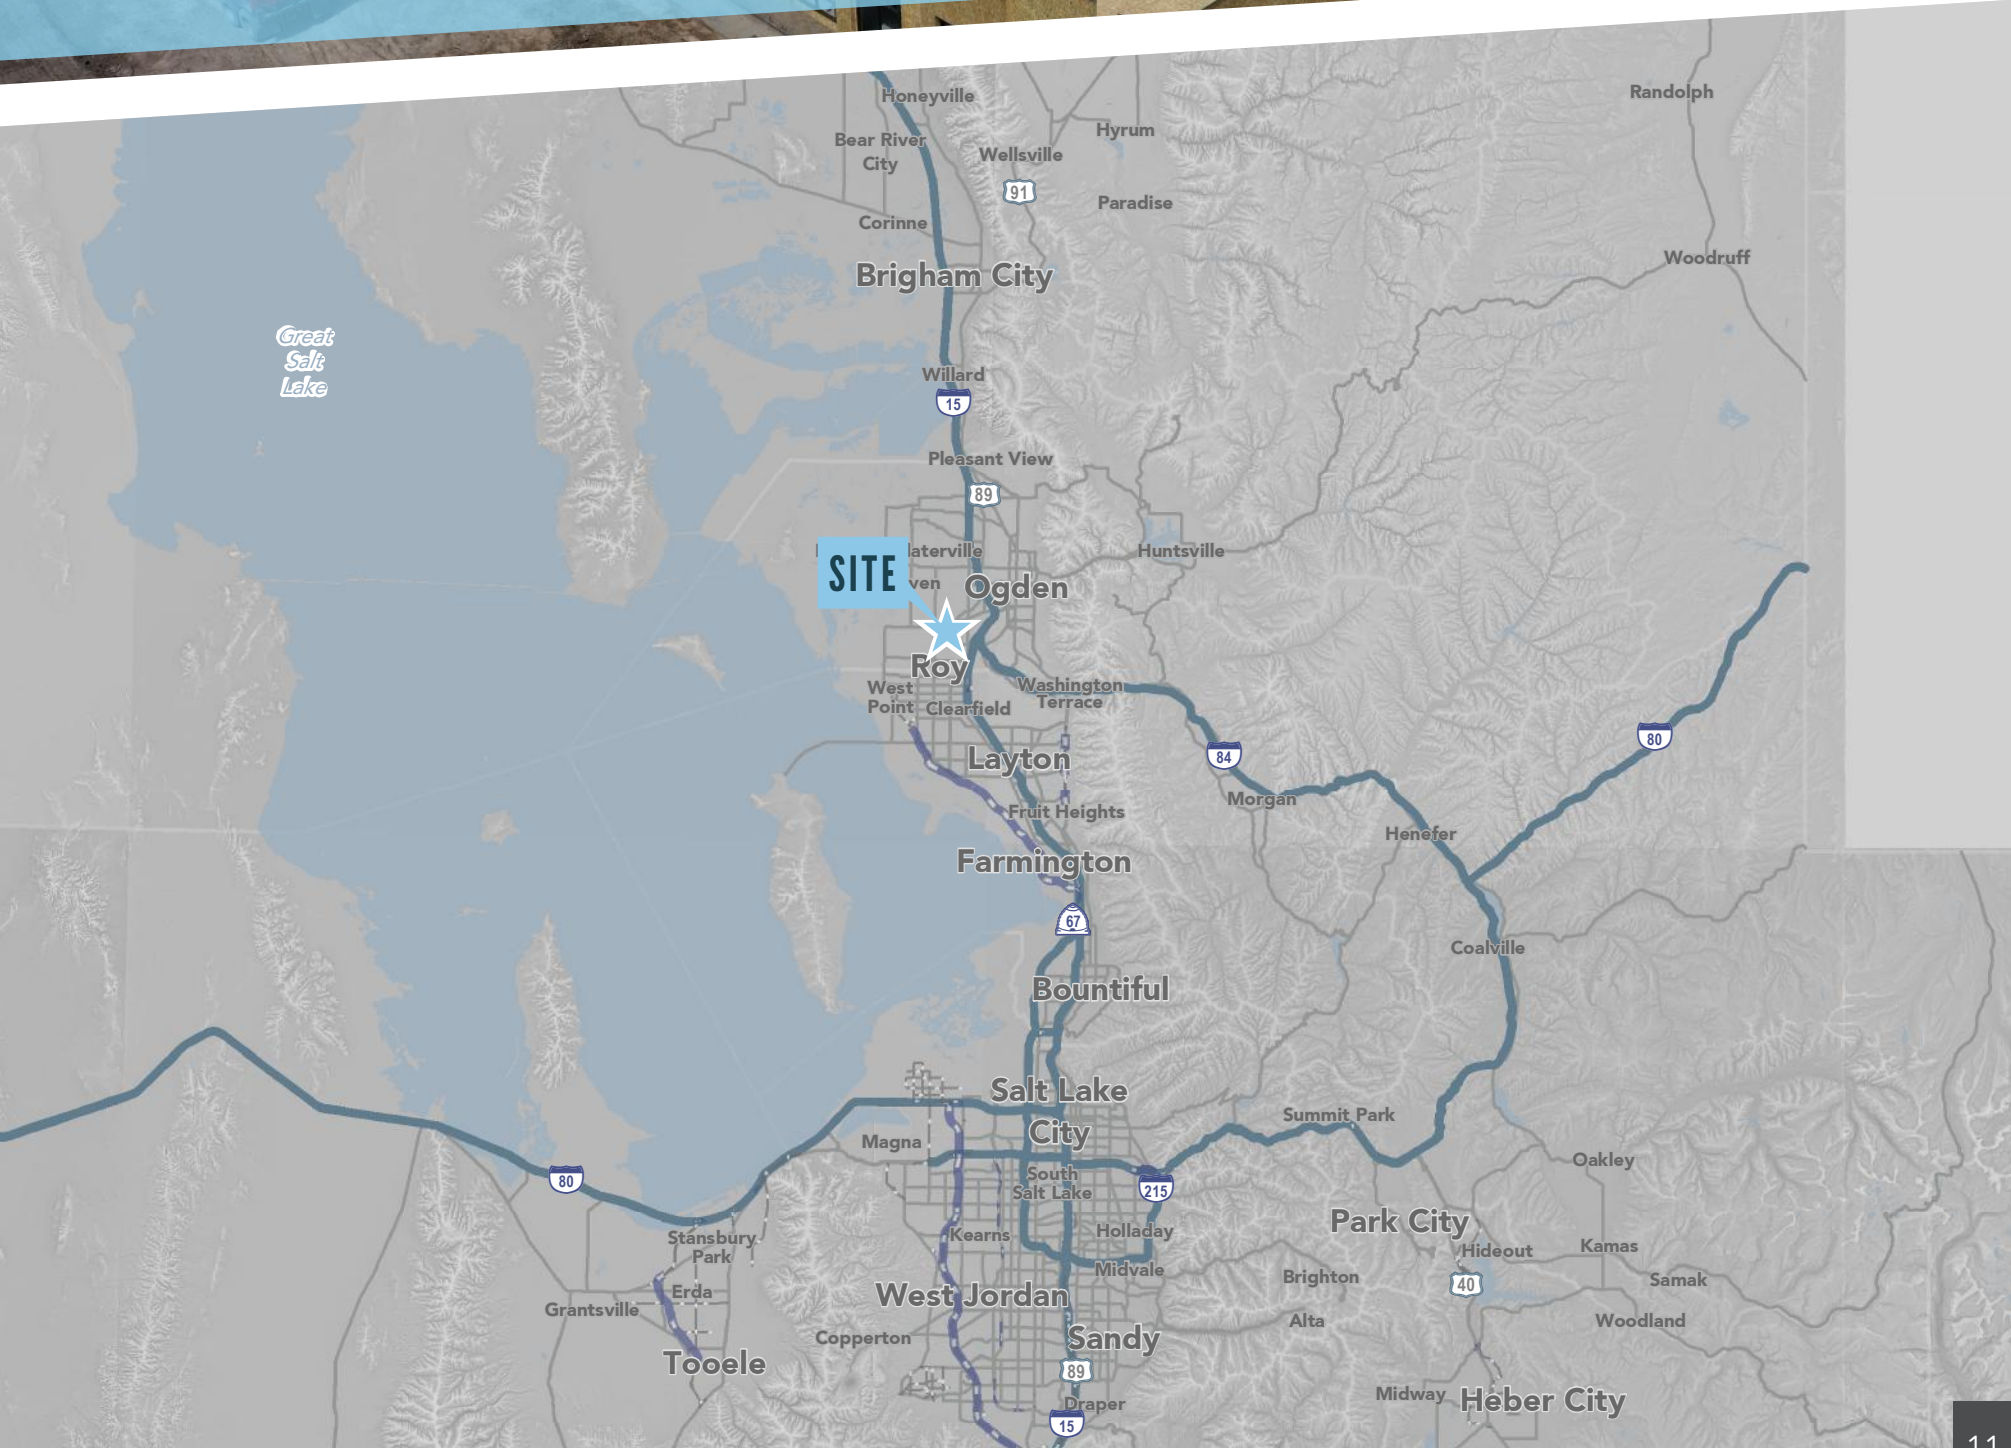 Honeyville
Randolph
Bear River
City
Hyrum
Wellsville
91
Paradise
Corinne
Woodruff
Brigham City
Great
Salt
Lake
Willard
15
Pleasant View
89
Huntsville
SITE
Ogden
Roy
West
Point
Clearfield
Washington
Terrace
Layton
84
80
Morgan
Fruit Heights
Henefer
Farmington
67
Coalville
Bountiful
Salt Lake
City
Summit Park
Magna
Oakley
80
South
Salt Lake
215
Stansbury
Park
Kearns
Holladay
Park City
Hideout
Kamas
Midvale
Brighton
40
Samak
Erda
Grantsville
West Jordan
Alta
Woodland
Copperton
Sandy
Tooele
89
Draper
Midway
Heber City
15
11